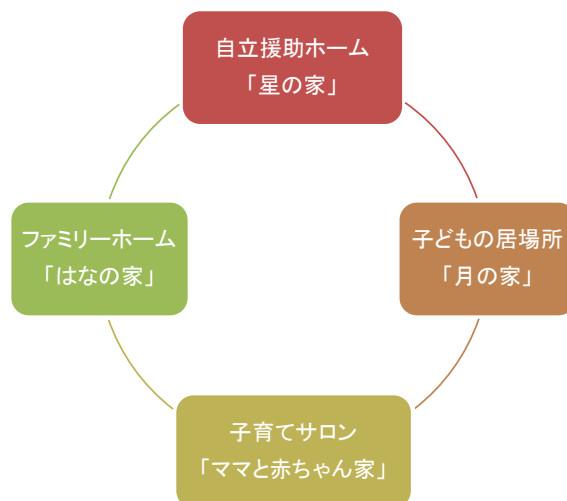 自立援助ホーム
「星の家」
子どもの居場所
「月の家」
子育てサロン
「ママと赤ちゃん家」
ファミリーホーム
「はなの家」